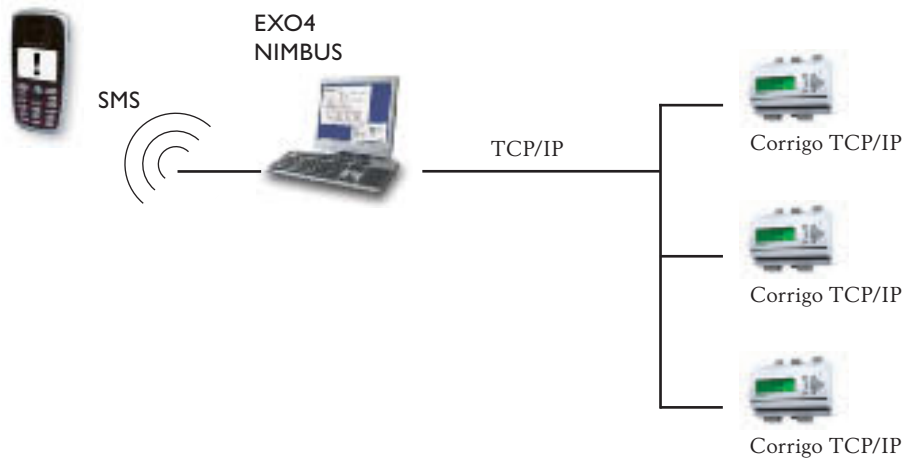 EXO4
NIMBUS
SMS
!
TCP/IP
Corrigo TCP/IP
Corrigo TCP/IP
Corrigo TCP/IP